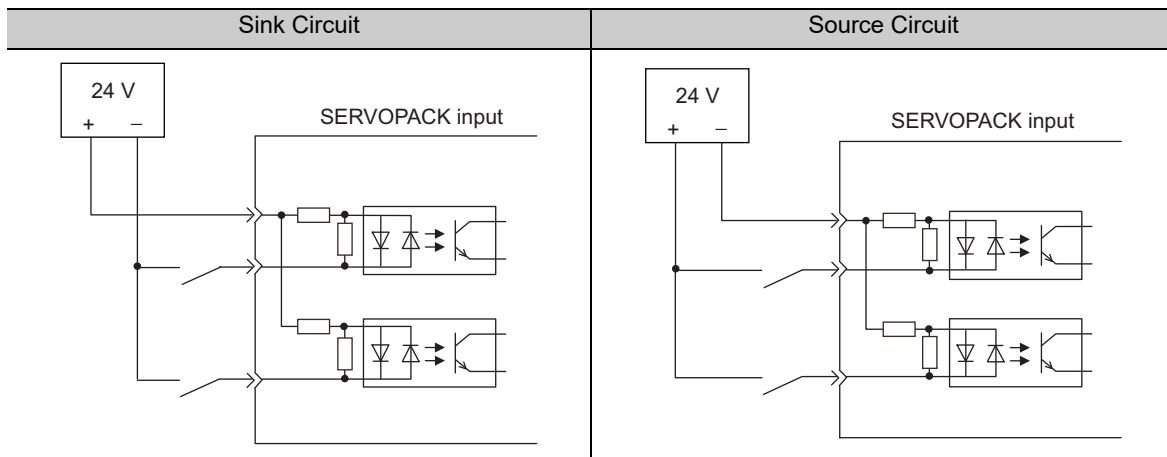 Sink Circuit
Source Circuit
24 V
+ −
SERVOPACK input
24 V
+ −
SERVOPACK input